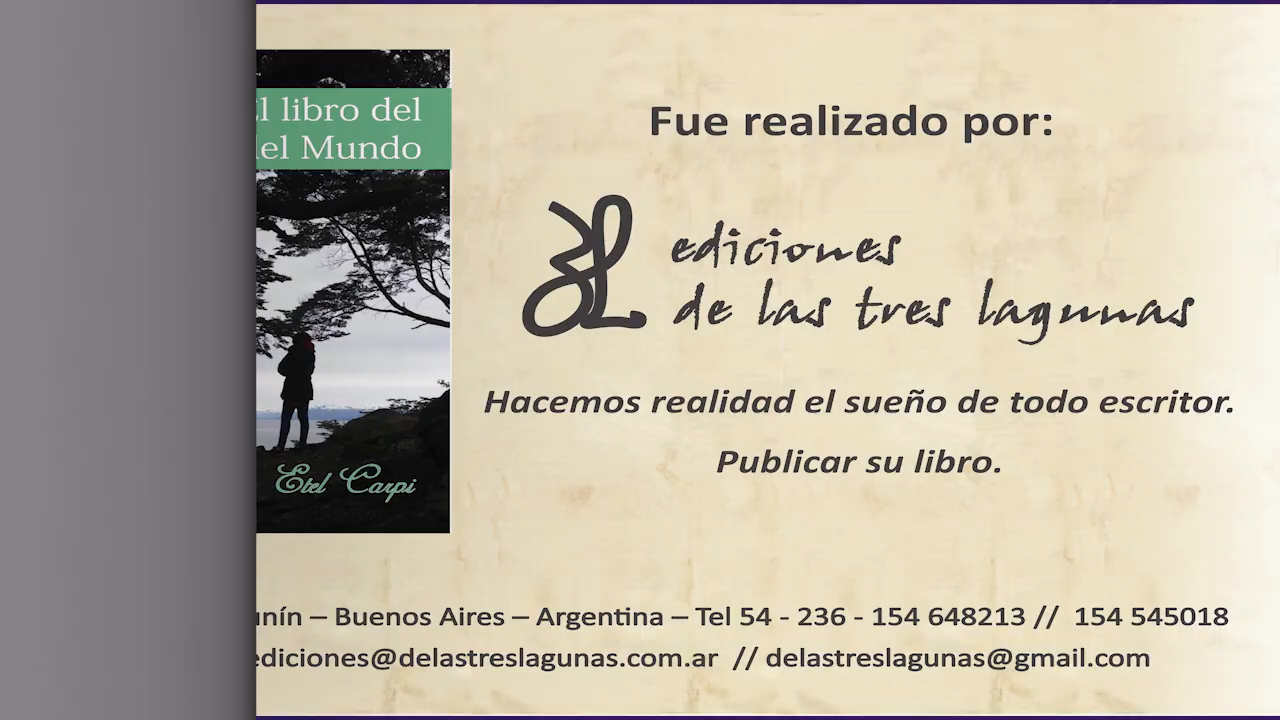 El libro del
del Mundo
Etel Carpi
Fue realizado por:
ediciones
de las tres lagunas
Hacemos realidad el sueño de todo escritor.
Publicar su libro.
– Buenos Aires – Argentina – Tel 54 - 236 - 154 648213 // 154 545018
ediciones@delastreslagunas.com.ar // delastreslagunas@gmail.com